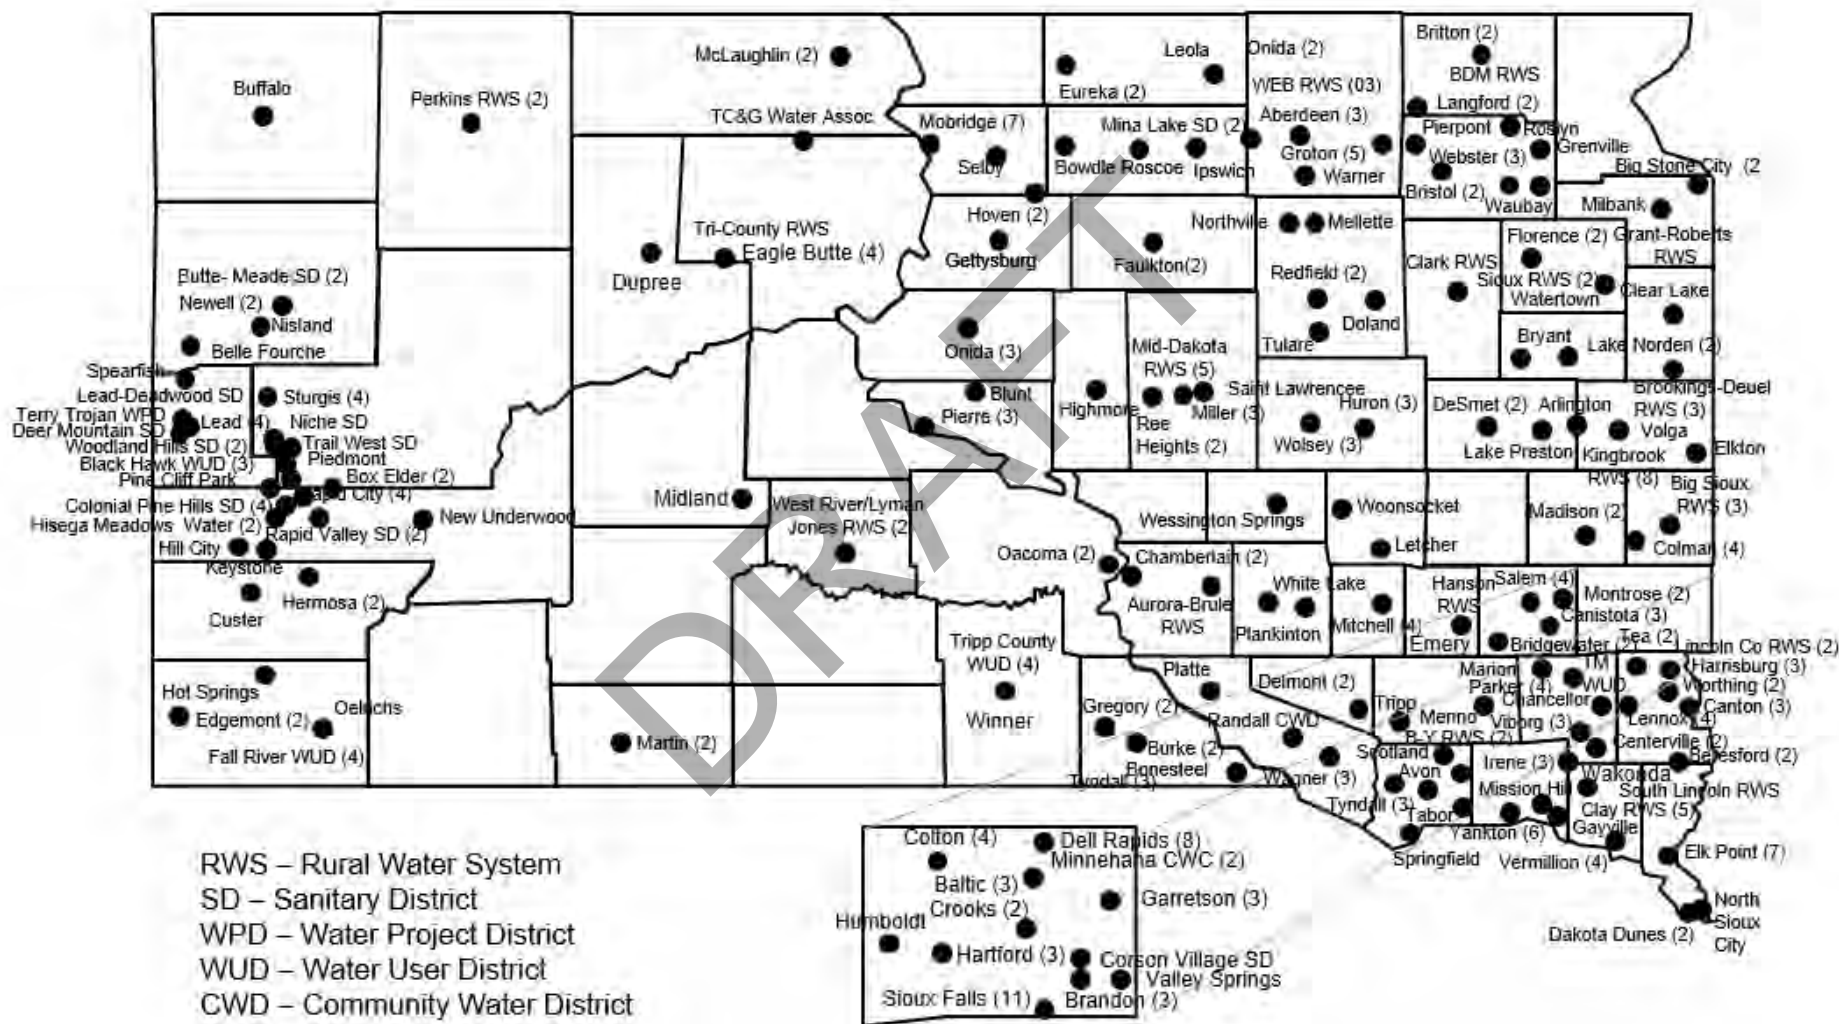 Buffalo
Perkins RWS (2)
McLaughlin (2)
TC&G Water Assoc
Eureka (2)
Leola
Onida (2)
WEB RWS (03)
Aberdeen (3)
Groton (5)
Warner
Britton (2)
BDM RWS
Langford (2)
Pierpont
Roslyn
Webster (3)
Grenville
Bristol (2)
Waubay
Big Stone City (2
Milbank
Mobridge (7)
Selby
Bowdle Roscoe
Mina Lake SD (2)
Ipswich
Hoven (2)
Gettysburg
Faulkton(2)
Northville
Mellette
Redfield (2)
Doland
Tulare
Clark RWS
Florence (2)
Sioux RWS (2)
Watertown
Grant-Roberts
RWS
Clear Lake
Bryant
Lake Norden (2)
Tri-County RWS
Eagle Butte (4)
Dupree
Butte- Meade SD (2)
Newell (2)
Nisland
Belle Fourche
Spearfish
Lead-Deadwood SD
Terry Trojan WPD
Deer Mountain SD
Lead (4)
Woodland Hills SD (2)
Black Hawk WUD (3)
Pine Cliff Park
Colonial Pine Hills SD (4)
Hisega Meadows Water (2)
Hill City
Keystone
Sturgis (4)
Niche SD
Trail West SD
Piedmont
Box Elder (2)
Rapid City (4)
Rapid Valley SD (2)
New Underwood
Hermosa (2)
Custer
Hot Springs
Edgemont (2)
Oelrichs
Fall River WUD (4)
Midland
West River/Lyman
Jones RWS (2)
Martin (2)
Onida (3)
Blunt
Pierre (3)
Highmore
Mid-Dakota
RWS (5)
Ree
Heights (2)
Miller (3)
Saint Lawrencee
Huron (3)
Wolsey (3)
DeSmet (2)
Arlington
Lake Preston
Brookings-Deuel
RWS (3)
Volga
Kingbrook
RWS (8)
Elkton
Big Sioux
RWS (3)
Madison (2)
Colman (4)
Wessington Springs
Woonsocket
Letcher
Oacoma (2)
Chamberlain (2)
Aurora-Brule
RWS
White Lake
Plankinton
Mitchell (4)
Hanson
RWS
Emery
Salem (4)
Montrose (2)
Canistota (3)
Bridgewater (2)
Tea (2)
Lincoln Co RWS (2)
Harrisburg (3)
Worthing (2)
Canton (3)
Lennox (4)
Marion
Parker (4)
TM
WUD
Chancellor
Viborg (3)
Centerville (2)
Beresford (2)
Tripp County
WUD (4)
Winner
Gregory (2)
Burke (2)
Bonesteel
Tyndall (3)
Platte
Randall CWD
Wagner (3)
Delmont (2)
Tripp
Menno
B-Y RWS (2)
Scotland
Avon
Tyndall (3)
Tabor
Springfield
Irene (3)
Mission Hill
Yankton (6)
Wakonda
South Lincoln RWS
Clay RWS (5)
Gayville
Vermillion (4)
Elk Point (7)
North
Sioux
City
Dakota Dunes (2)
Colton (4)
Dell Rapids (8)
Minnehaha CWC (2)
Baltic (3)
Garretson (3)
Crooks (2)
Humboldt
Hartford (3)
Corson Village SD
Valley Springs
Sioux Falls (11)
Brandon (3)
RWS – Rural Water System
SD – Sanitary District
WPD – Water Project District
WUD – Water User District
CWD – Community Water District
DRAFT